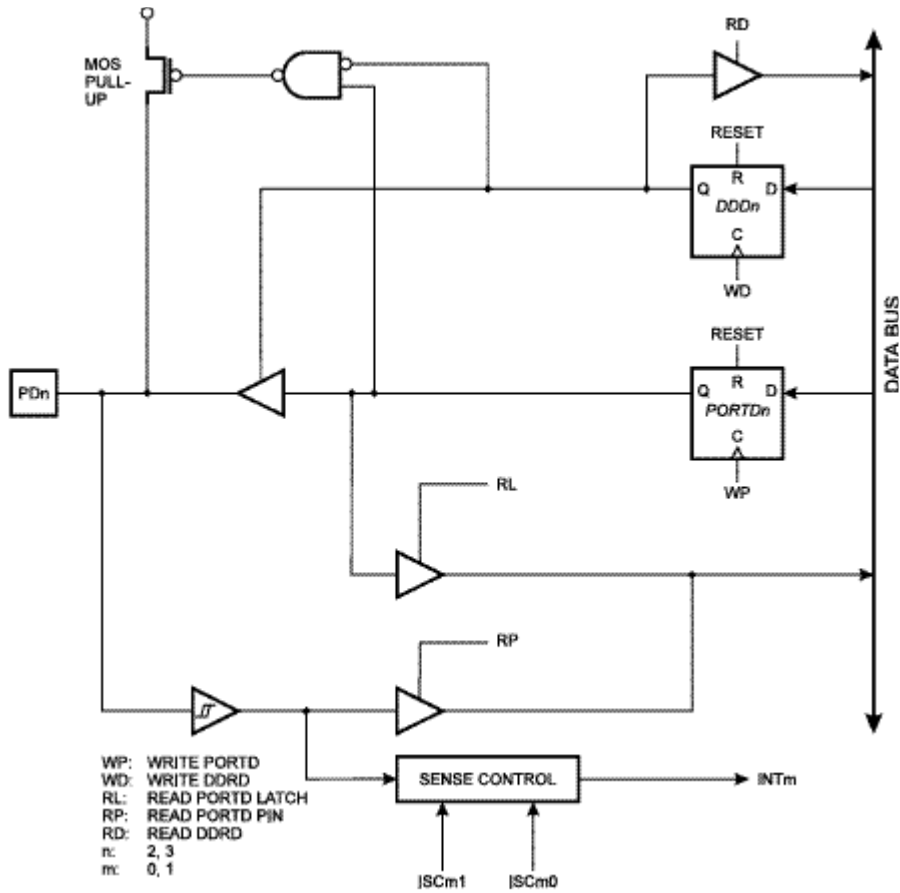 RD
MOS
PULL-
UP
RESET
R
Q
D
DDDn
C
WD
RESET
R
Q
D
PORTDn
C
WP
DATA BUS
PDn
RL
RP
SENSE CONTROL
INTm
ISCm1
ISCm0
WP: WRITE PORTD
WD: WRITE DDRD
RL: READ PORTD LATCH
RP: READ PORTD PIN
RD: READ DDRD
n: 2, 3
m: 0, 1